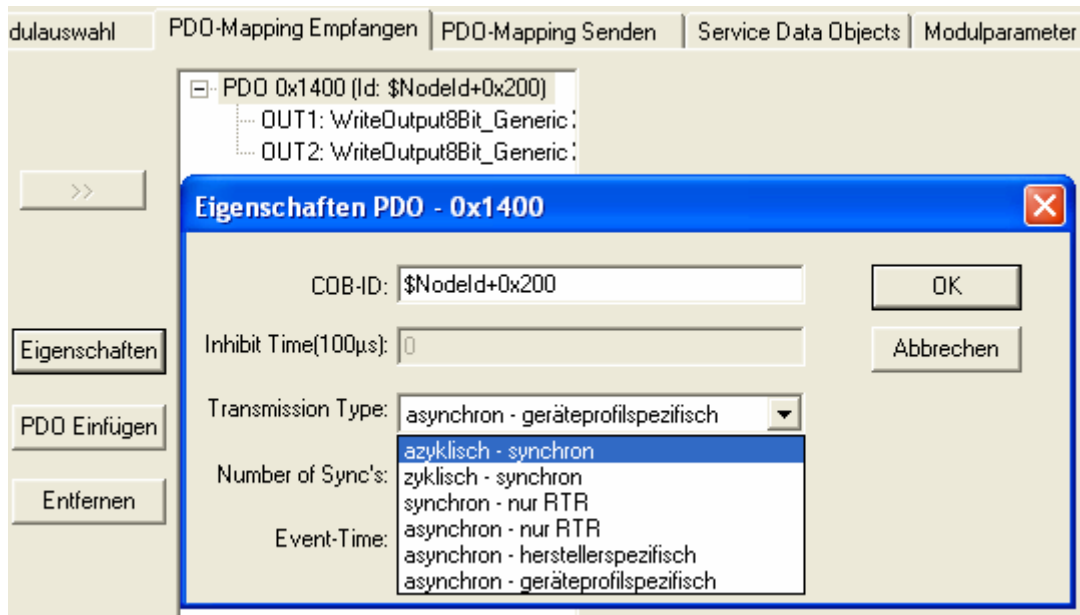 dulauswahl
PDO-Mapping Empfangen
PDO-Mapping Senden
Service Data Objects
Modulparameter
PDO 0x1400 (Id: $NodeId+0x200)
OUT1: WriteOutput8Bit_Generic
OUT2: WriteOutput8Bit_Generic
>>
Eigenschaften
PDO Einfügen
Entfernen
Eigenschaften PDO - 0x1400
COB-ID: $NodeId+0x200
OK
Inhibit Time(100µs): 0
Abbrechen
Transmission Type: asynchron - geräteprofilspezifisch
azyklisch - synchron
Number of Sync's:
zyklisch - synchron
synchron - nur RTR
Event-Time:
asynchron - nur RTR
asynchron - herstellerspezifisch
asynchron - geräteprofilspezifisch